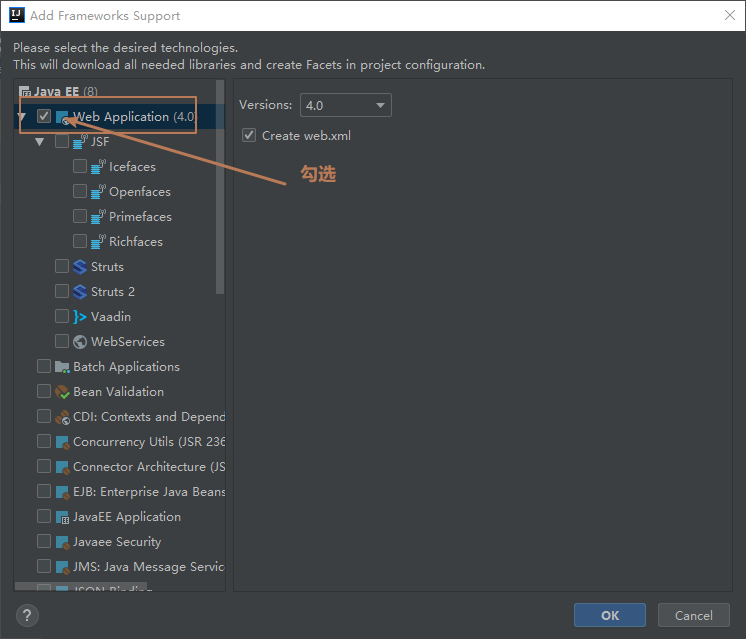 Add Frameworks Support
Please select the desired technologies.
This will download all needed libraries and create Facets in project configuration.
Java EE (8)
Web Application (4.0)
JSF
Icefaces
Openfaces
Primefaces
Richfaces
Struts
Struts 2
Vaadin
WebServices
Batch Applications
Bean Validation
CDI: Contexts and Depend
Concurrency Utils (JSR 236
Connector Architecture (JS
EJB: Enterprise Java Beans
JavaEE Application
Javaee Security
JMS: Java Message Servic
JSON Binding
Versions: 4.0
Create web.xml
勾选
?
OK
Cancel